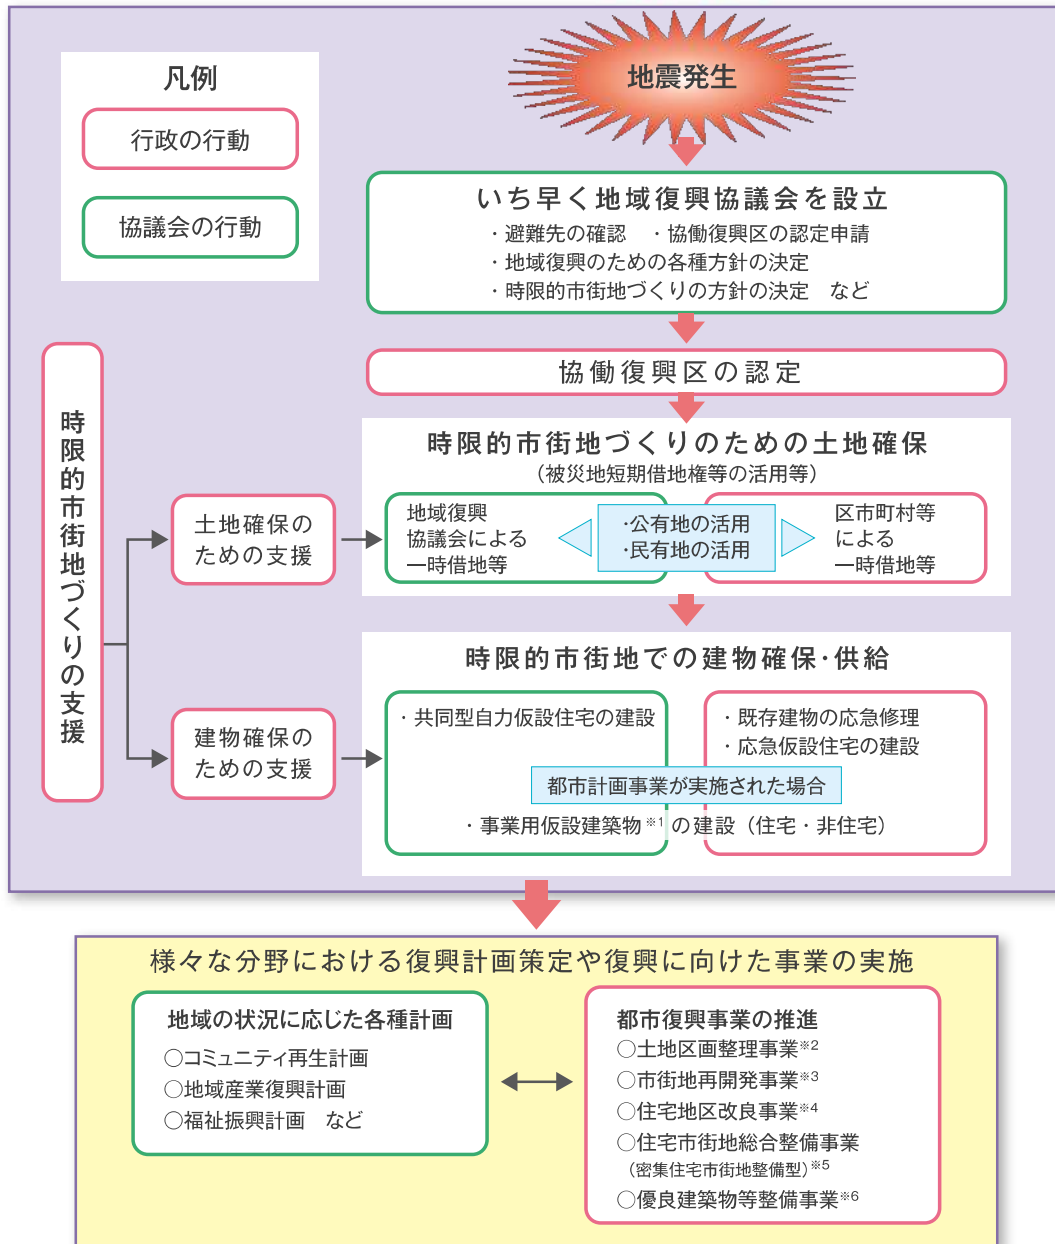 地震発生
凡例
行政の行動
協議会の行動
いち早く地域復興協議会を設立
・避難先の確認　・協働復興区の認定申請
・地域復興のための各種方針の決定
・時限的市街地づくりの方針の決定　など
協働復興区の認定
時限的市街地づくりの支援
時限的市街地づくりのための土地確保
（被災地短期借地権等の活用等）
土地確保の
ための支援
地域復興
協議会による
一時借地等
・公有地の活用
・民有地の活用
区市町村等
による
一時借地等
時限的市街地での建物確保・供給
建物確保の
ための支援
・共同型自力仮設住宅の建設
・既存建物の応急修理
・応急仮設住宅の建設
都市計画事業が実施された場合
・事業用仮設建築物※1の建設（住宅・非住宅）
様々な分野における復興計画策定や復興に向けた事業の実施
地域の状況に応じた各種計画
○コミュニティ再生計画
○地域産業復興計画
○福祉振興計画　など
都市復興事業の推進
○土地区画整理事業※2
○市街地再開発事業※3
○住宅地区改良事業※4
○住宅市街地総合整備事業
（密集住宅市街地整備型）※5
○優良建築物等整備事業※6